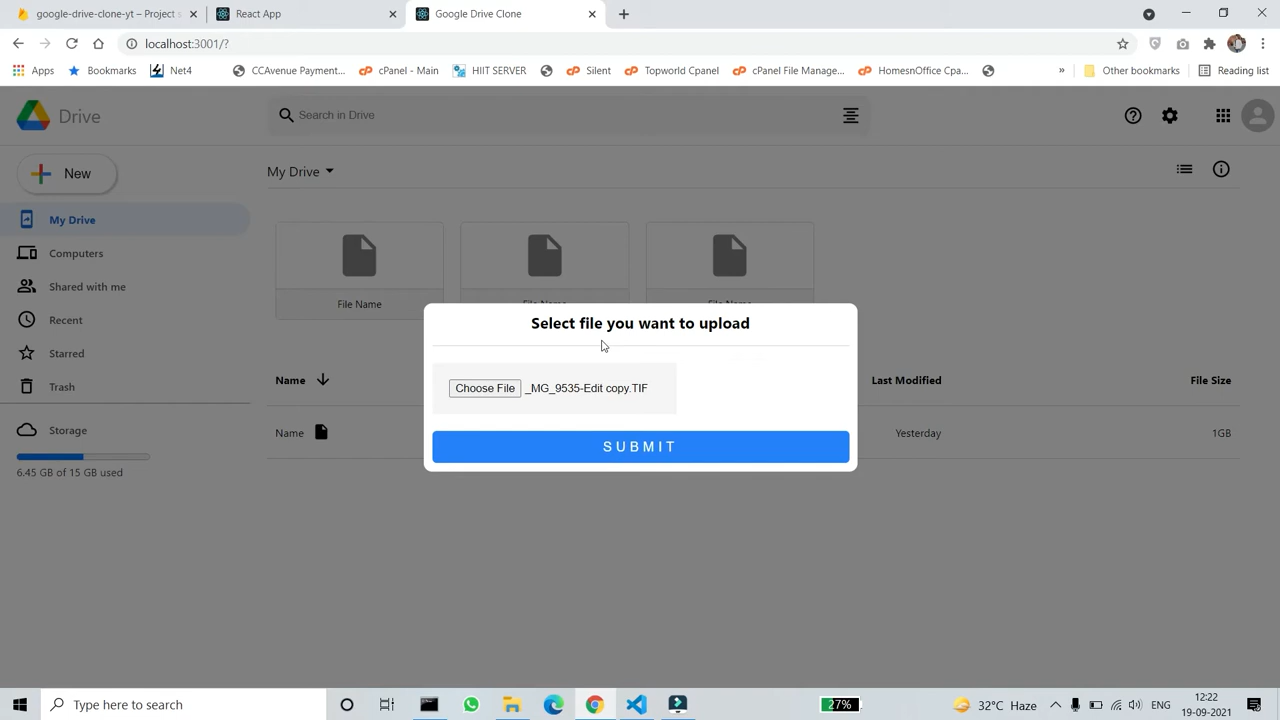 google-drive-clone-yt – Project s
React App
Google Drive Clone
localhost:3001/?
Apps
Bookmarks
Net4
CCAvenue Payment...
cPanel - Main
HIIT SERVER
Silent
Topworld Cpanel
cPanel File Manage...
HomesnOffice Cpa...
»
Other bookmarks
Reading list
Drive
Search in Drive
New
My Drive
My Drive
Computers
Shared with me
Recent
Starred
Trash
Storage
6.45 GB of 15 GB used
File Name
File Name
File Name
Select file you want to upload
Choose File _MG_9535-Edit copy.TIF
SUBMIT
Name
Last Modified
File Size
Name
Yesterday
1GB
Type here to search
27%
32°C Haze
ENG
12:22
19-09-2021